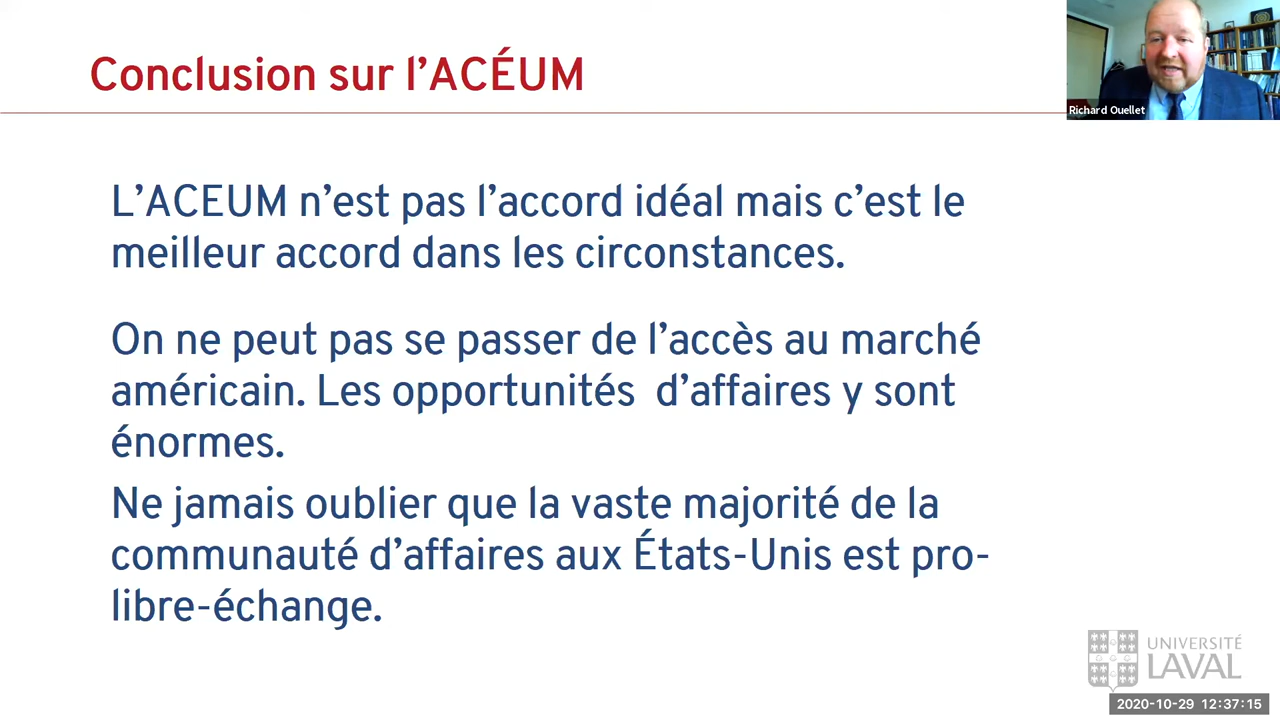 Conclusion sur l’ACÉUM
Richard Ouellet
L’ACEUM n’est pas l’accord idéal mais c’est le
meilleur accord dans les circonstances.
On ne peut pas se passer de l’accès au marché
américain. Les opportunités  d’affaires y sont
énormes.
Ne jamais oublier que la vaste majorité de la
communauté d’affaires aux États-Unis est pro-
libre-échange.
UNIVERSITÉ
LAVAL
2020-10-29 12:37:15